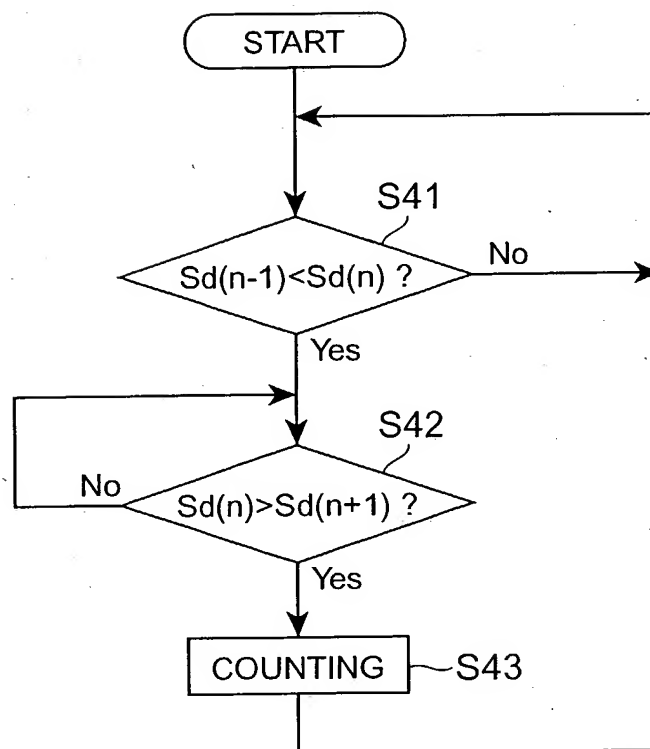 START
S41
Sd(n-1)<Sd(n) ?
No
Yes
S42
No
Sd(n)>Sd(n+1) ?
Yes
COUNTING
S43